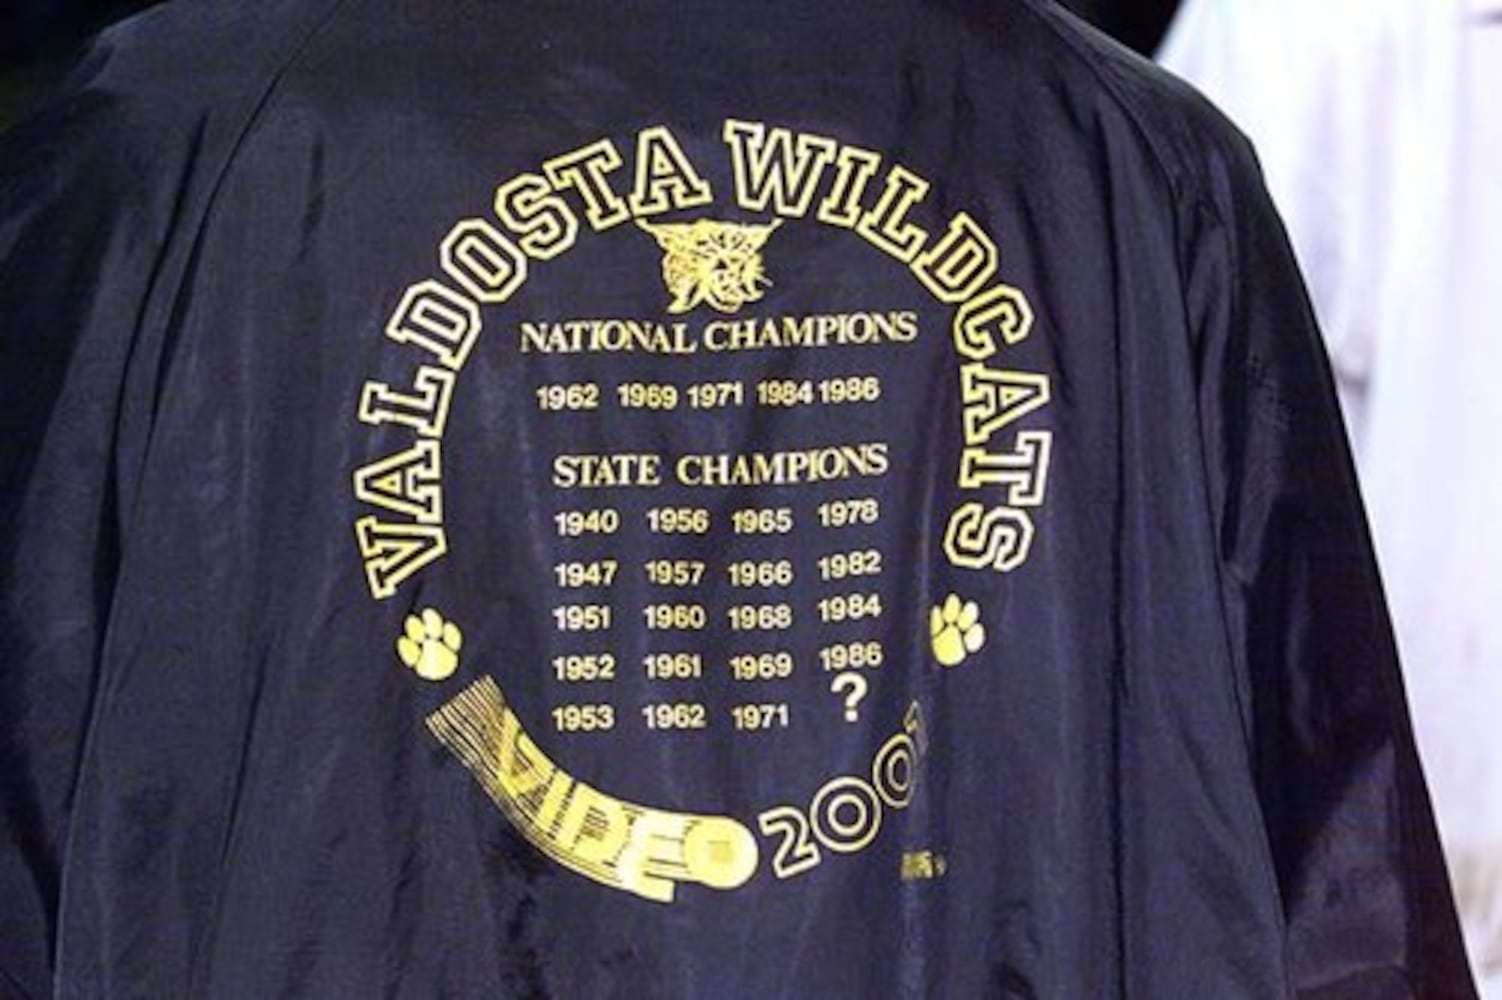 VALDOSTA WILDCATS
NATIONAL CHAMPIONS
1962 1969 1971 1984 1986
STATE CHAMPIONS
1940 1956 1965 1978
1947 1957 1966 1982
1951 1960 1968 1984
1952 1961 1969 1986
1953 1962 1971 ?
VIDEO 2001